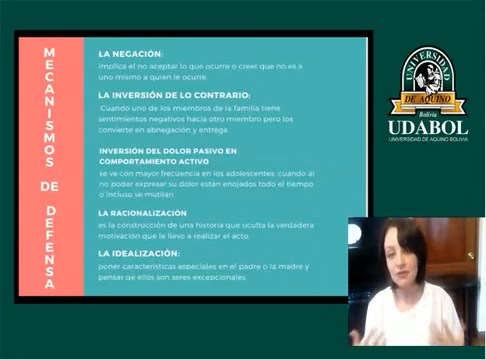 MECANISMOS DE DEFENSA
LA NEGACIÓN:
implica el no aceptar lo que ocurre o creer que no es a
uno mismo a quien le ocurre.
LA INVERSIÓN DE LO CONTRARIO:
Cuando uno de los miembros de la familia tiene
sentimientos negativos hacia otro miembro pero los
convierte en abnegación y entrega.
INVERSIÓN DEL DOLOR PASIVO EN
COMPORTAMIENTO ACTIVO
se ve con mayor frecuencia en los adolescentes: cuando al
no poder expresar su dolor están enojados todo el tiempo
o incluso se mutilan.
LA RACIONALIZACIÓN
es la construcción de una historia que oculta la verdadera
motivación que le llevo a realizar el acto.
LA IDEALIZACIÓN:
poner características especiales en el padre o la madre y
pensar que ellos son seres excepcionales.
UNIVERSIDAD
DE AQUINO
Bolivia
UDABOL
UNIVERSIDAD DE AQUINO BOLIVIA